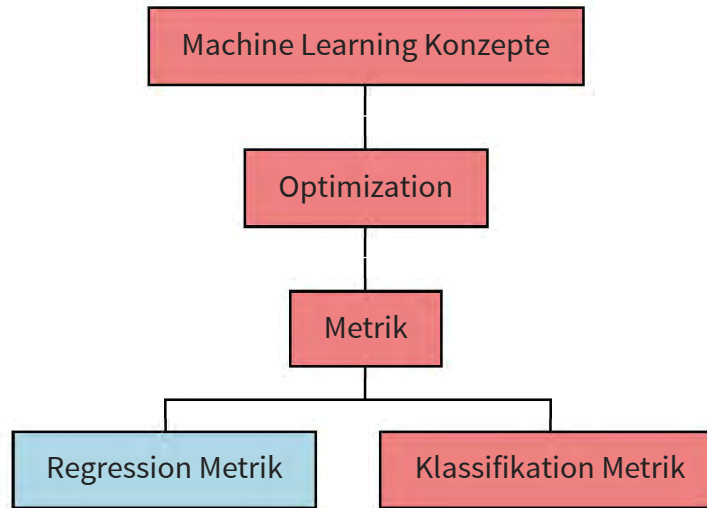 Machine Learning Konzepte
Optimization
Metrik
Regression Metrik
Klassifikation Metrik